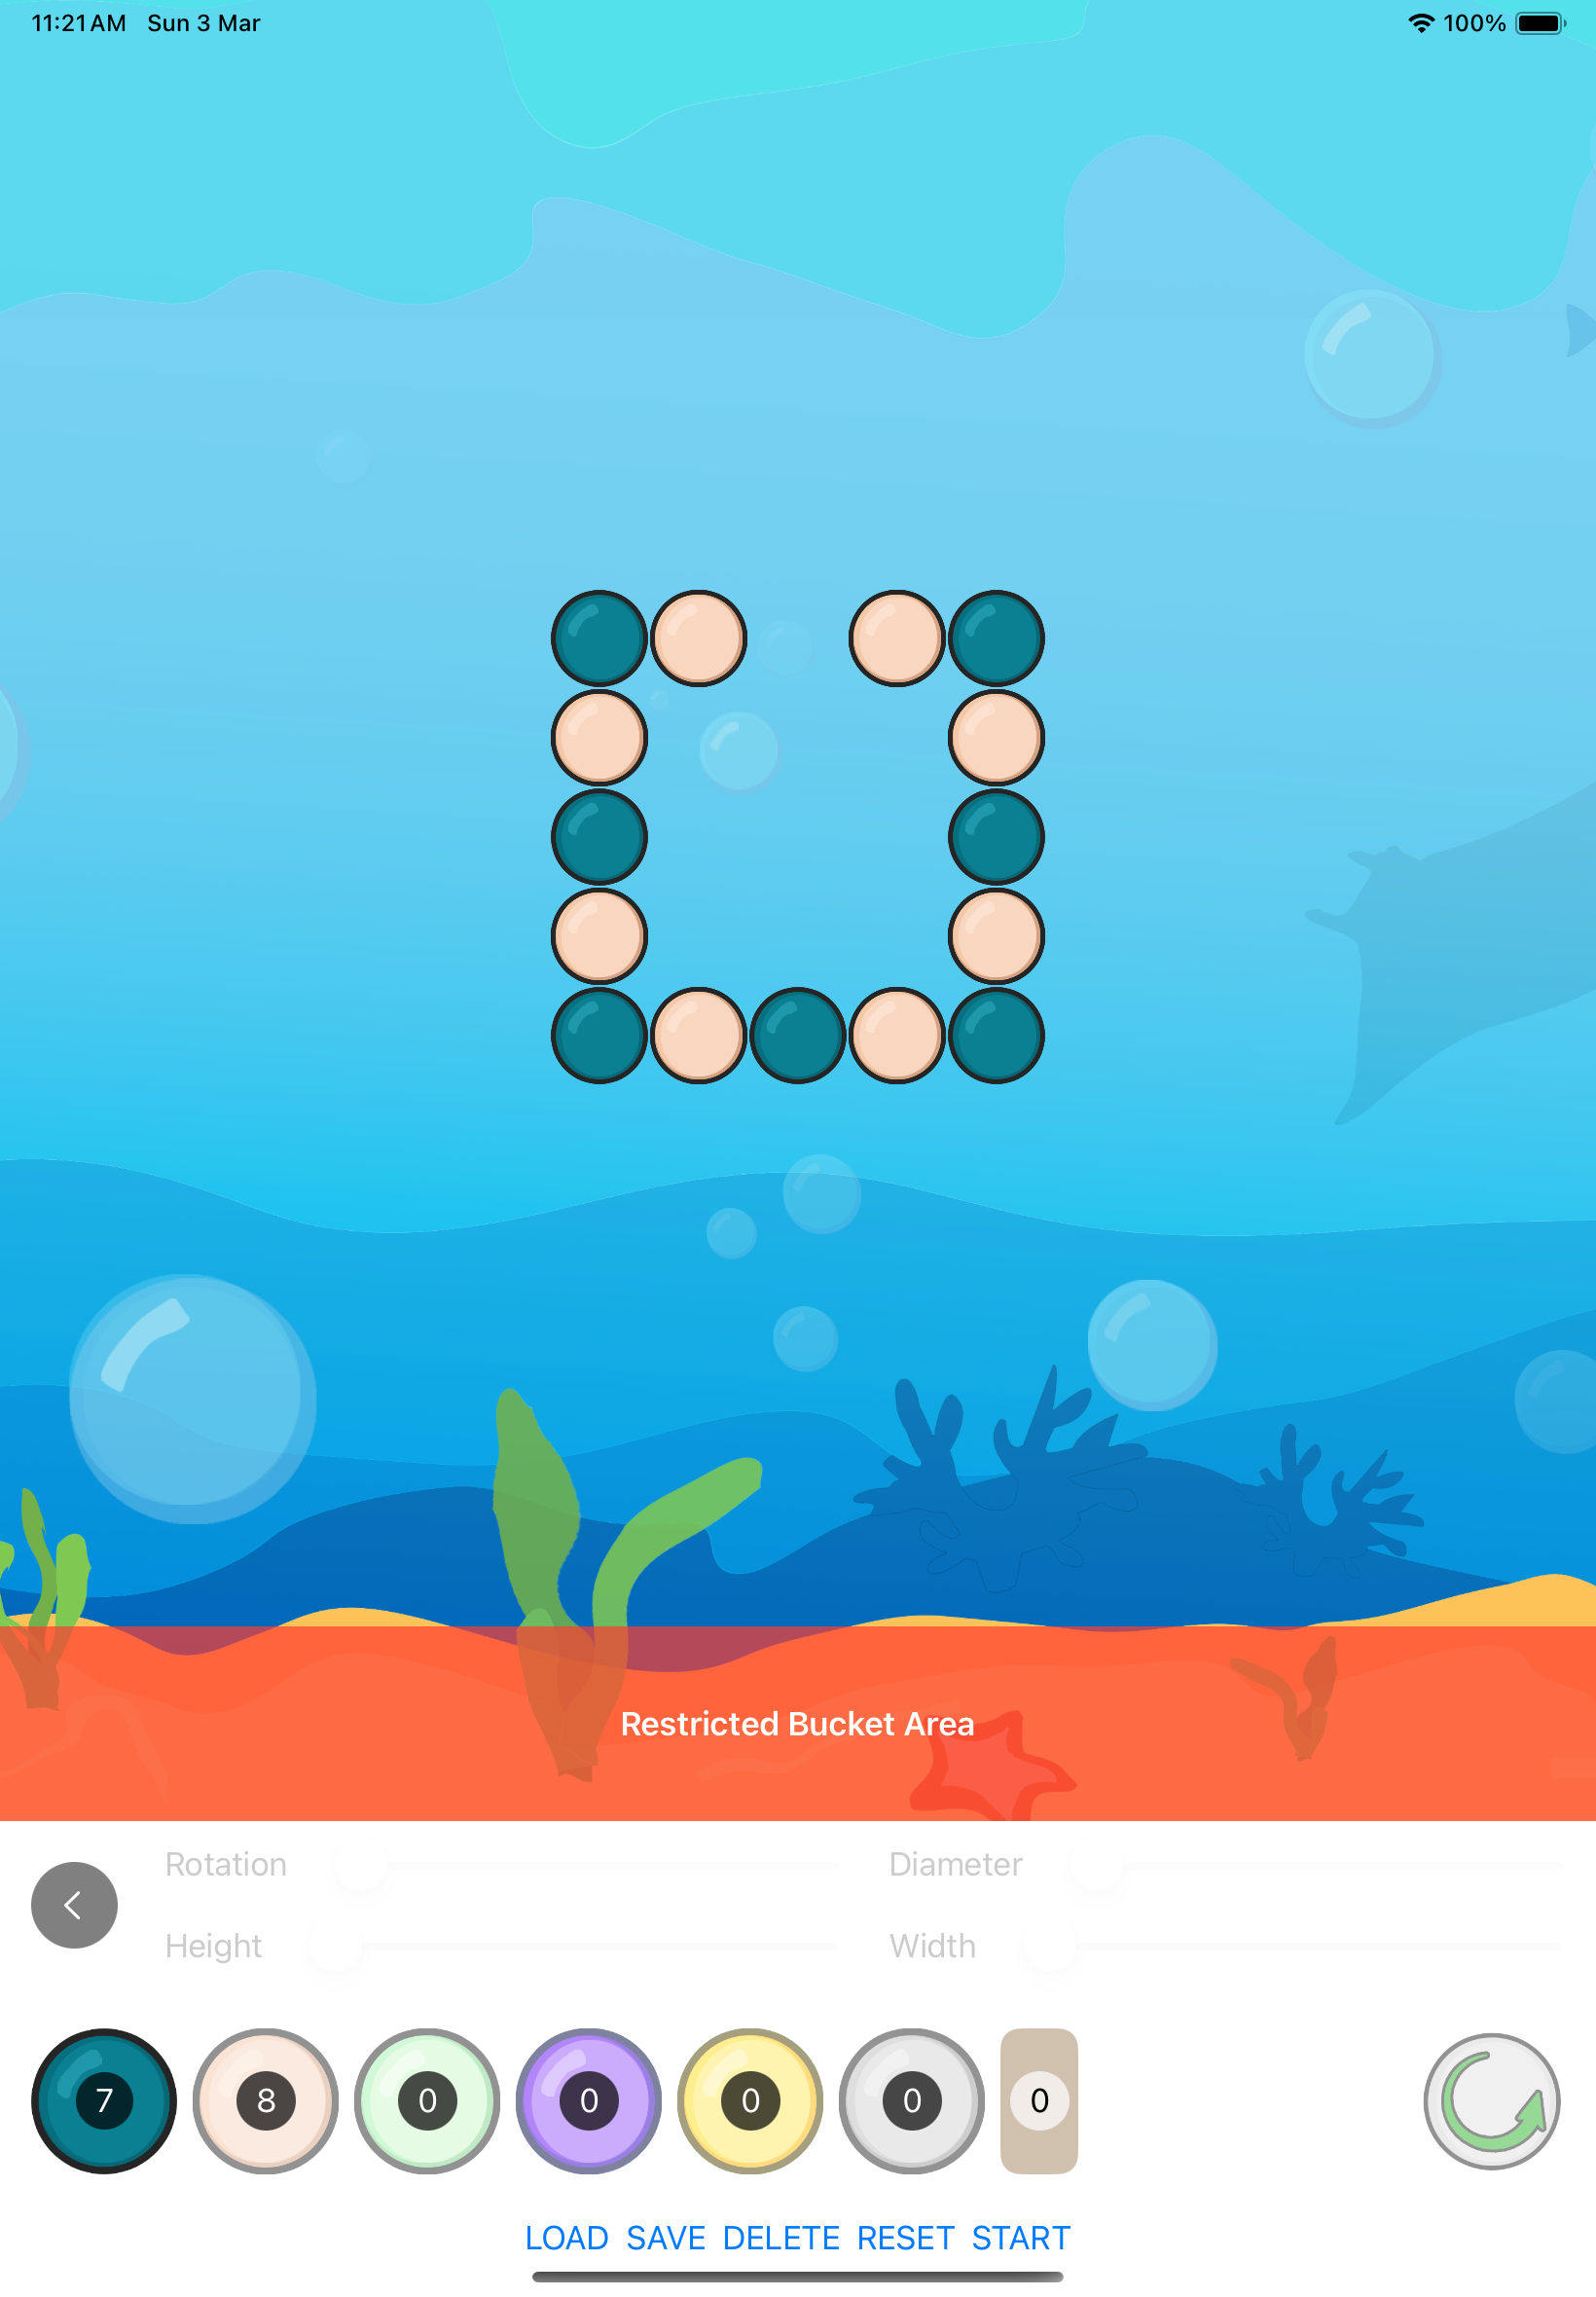 11:21 AM Sun 3 Mar 100%
Restricted Bucket Area
Rotation Diameter
Height Width
7 8 0 0 0 0 0
LOAD SAVE DELETE RESET START